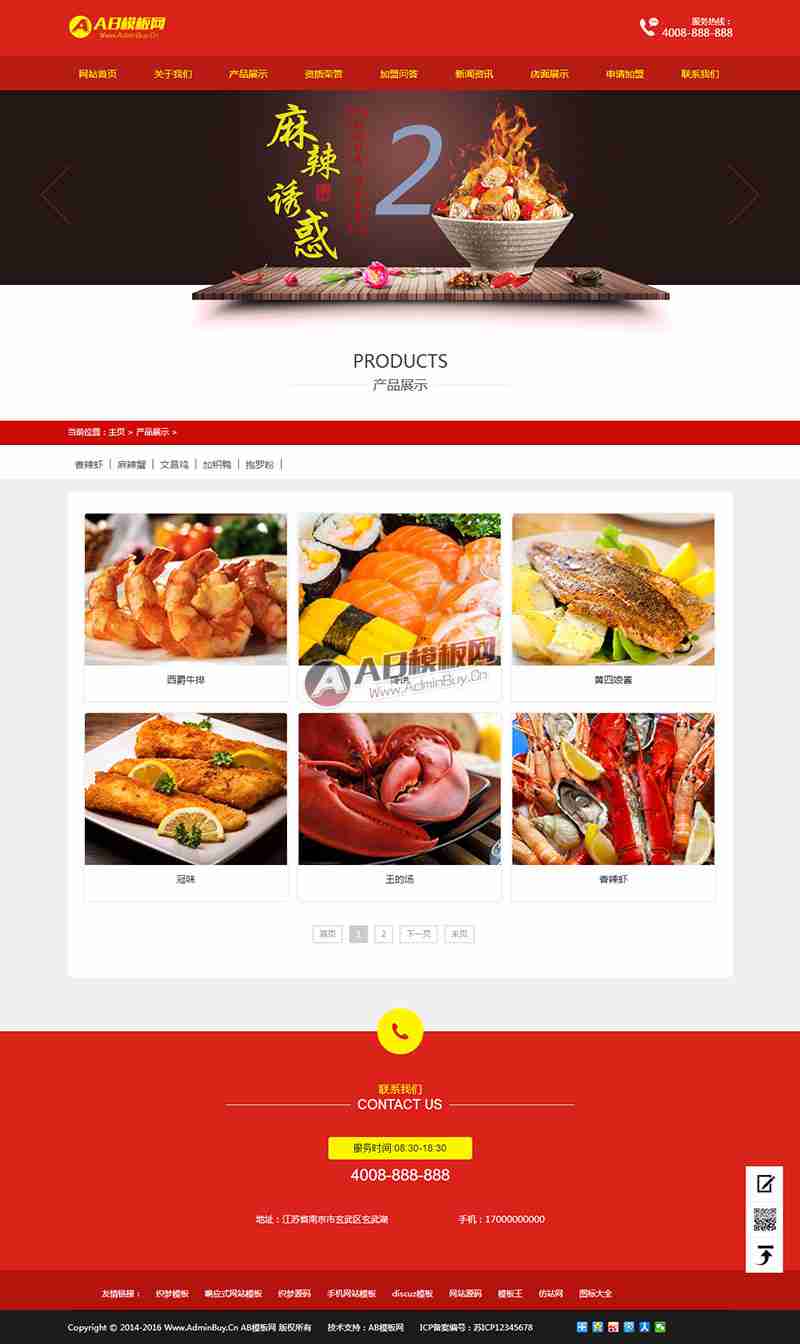 AB模板网
Www.AdminBuy.Cn
服务热线：
4008-888-888
网站首页 关于我们 产品展示 资质荣誉 加盟问答 新闻资讯 店面展示 申请加盟 联系我们
麻辣诱惑
2
PRODUCTS
产品展示
当前位置：主页 > 产品展示 >
香辣虾 | 麻辣蟹 | 文昌鸡 | 加积鸭 | 抱罗粉 |
西爵牛排
黄四娘酱
AB模板网
Www.AdminBuy.Cn
冠味
王的场
香辣虾
首页 1 2 下一页 末页
联系我们
CONTACT US
服务时间:08:30-18:30
4008-888-888
地址：江苏省南京市玄武区玄武湖 手机：17000000000
友情链接： 织梦模板 响应式网站模板 织梦源码 手机网站模板 discuz模板 网站源码 模板王 仿站网 图标大全
Copyright © 2014-2016 Www.AdminBuy.Cn AB模板网 版权所有 技术支持：AB模板网 ICP备案编号：苏ICP12345678